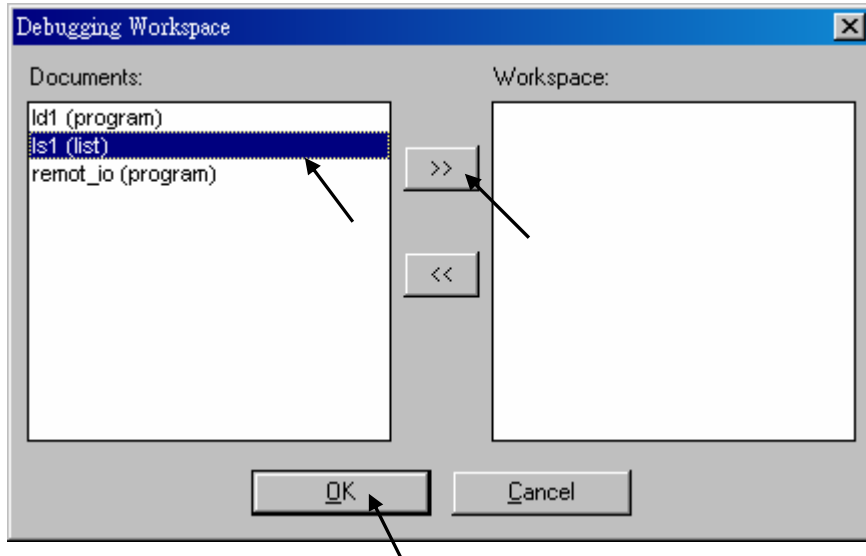 Debugging Workspace
Documents:
Workspace:
ld1 (program)
ls1 (list)
remot_io (program)
>>
<<
OK
Cancel